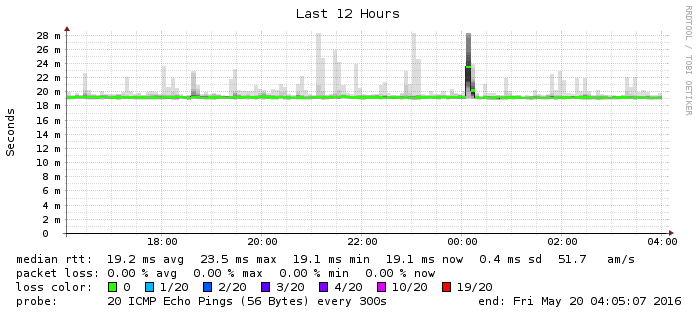 Last 12 Hours
RRDTOOL / TOBI OETIKER
Seconds
28 m
26 m
24 m
22 m
20 m
18 m
16 m
14 m
12 m
10 m
8 m
6 m
4 m
2 m
0
18:00 20:00 22:00 00:00 02:00 04:00
median rtt: 19.2 ms avg 23.5 ms max 19.1 ms min 19.1 ms now 0.4 ms sd 51.7 am/s
packet loss: 0.00 % avg 0.00 % max 0.00 % min 0.00 % now
loss color: 0 1/20 2/20 3/20 4/20 10/20 19/20
probe: 20 ICMP Echo Pings (56 Bytes) every 300s end: Fri May 20 04:05:07 2016